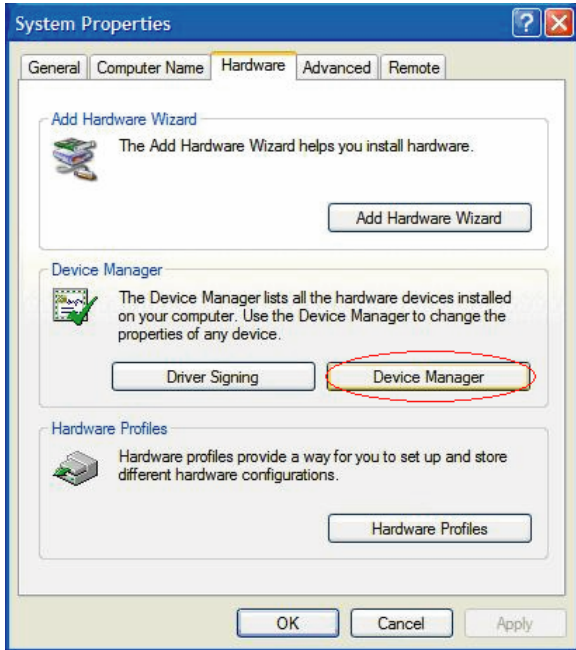 System Properties
General Computer Name Hardware Advanced Remote
Add Hardware Wizard
The Add Hardware Wizard helps you install hardware.
Add Hardware Wizard
Device Manager
The Device Manager lists all the hardware devices installed
on your computer. Use the Device Manager to change the
properties of any device.
Driver Signing Device Manager
Hardware Profiles
Hardware profiles provide a way for you to set up and store
different hardware configurations.
Hardware Profiles
OK Cancel Apply